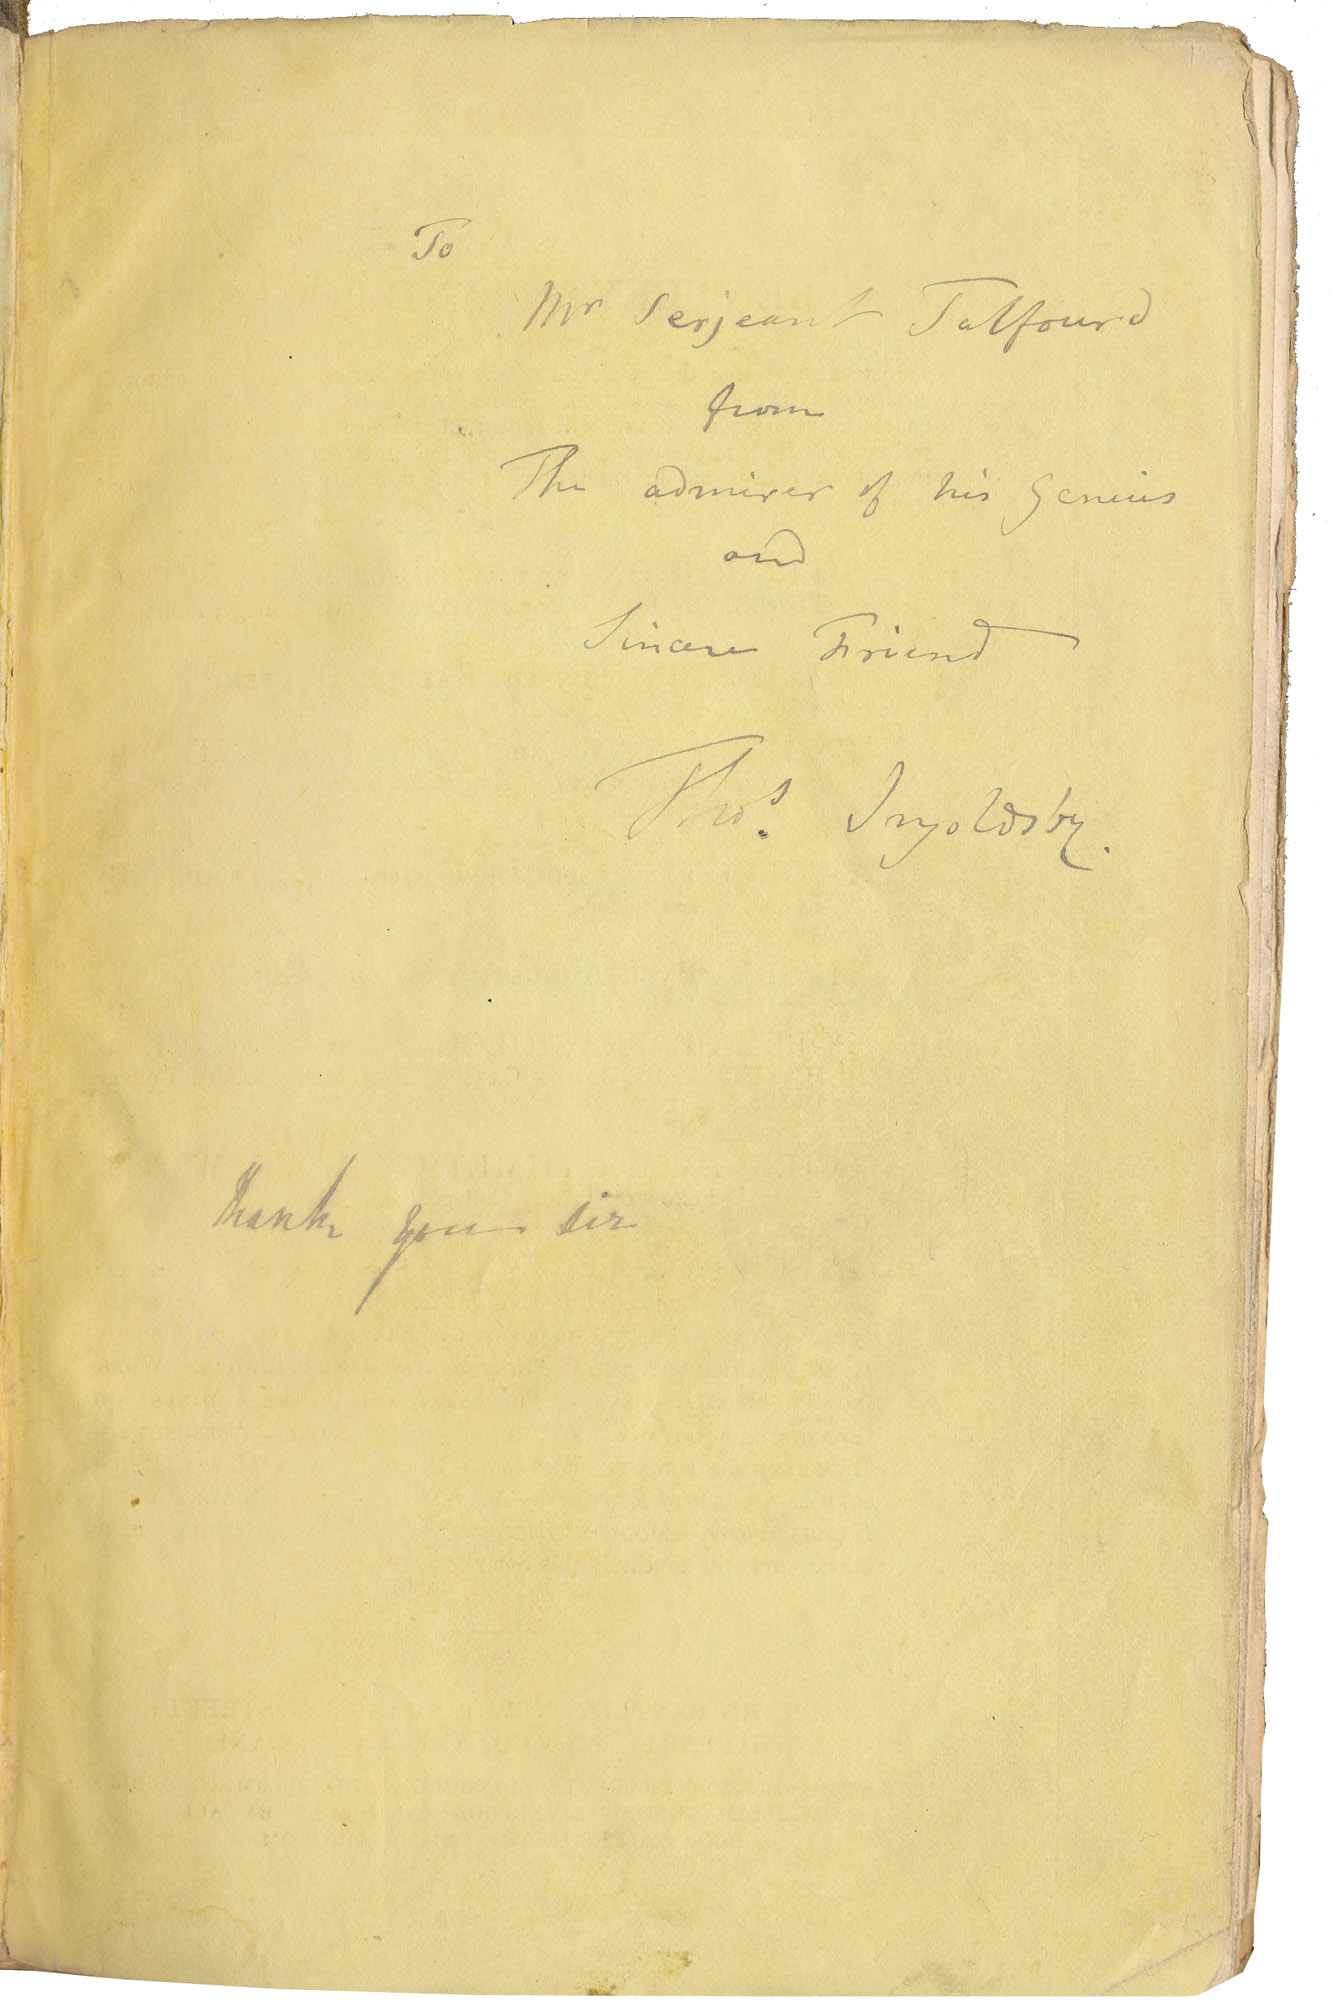 To
Mr Serjeant Talfourd
from
The admirer of his Genius
and
Sincere Friend
Thos. Ingoldsby.
thank you sir